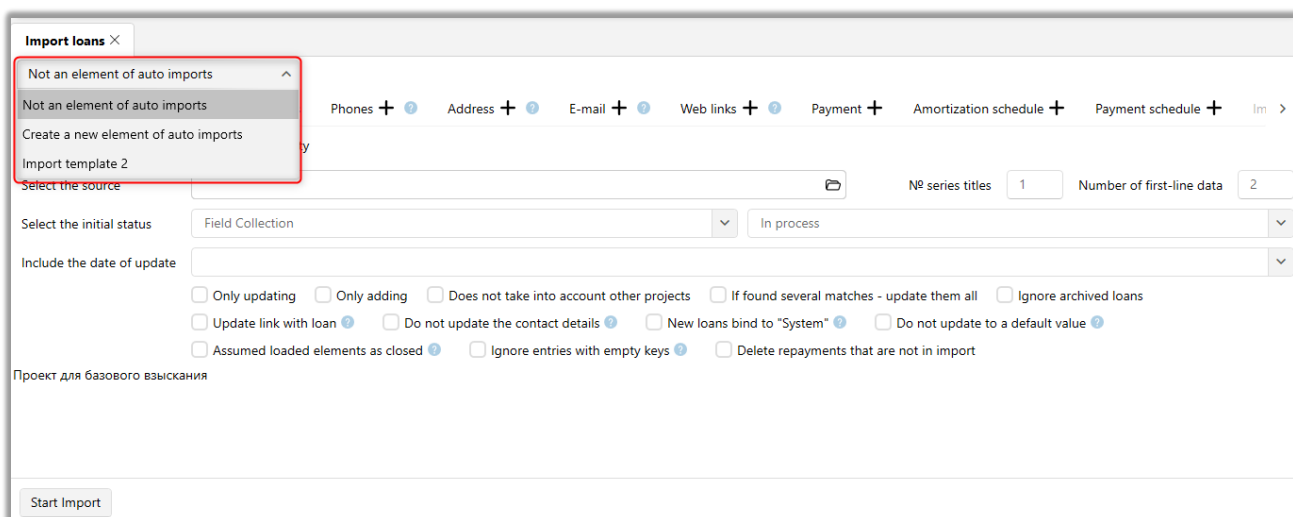 Import loans
Not an element of auto imports
Not an element of auto imports
Create a new element of auto imports
Import template 2
Phones Address E-mail Web links Payment Amortization schedule Payment schedule Im
ty
Select the source № series titles 1 Number of first-line data 2
Select the initial status Field Collection In process
Include the date of update
Only updating Only adding Does not take into account other projects If found several matches - update them all Ignore archived loans
Update link with loan Do not update the contact details New loans bind to "System" Do not update to a default value
Assumed loaded elements as closed Ignore entries with empty keys Delete repayments that are not in import
Проект для базового взыскания
Start Import